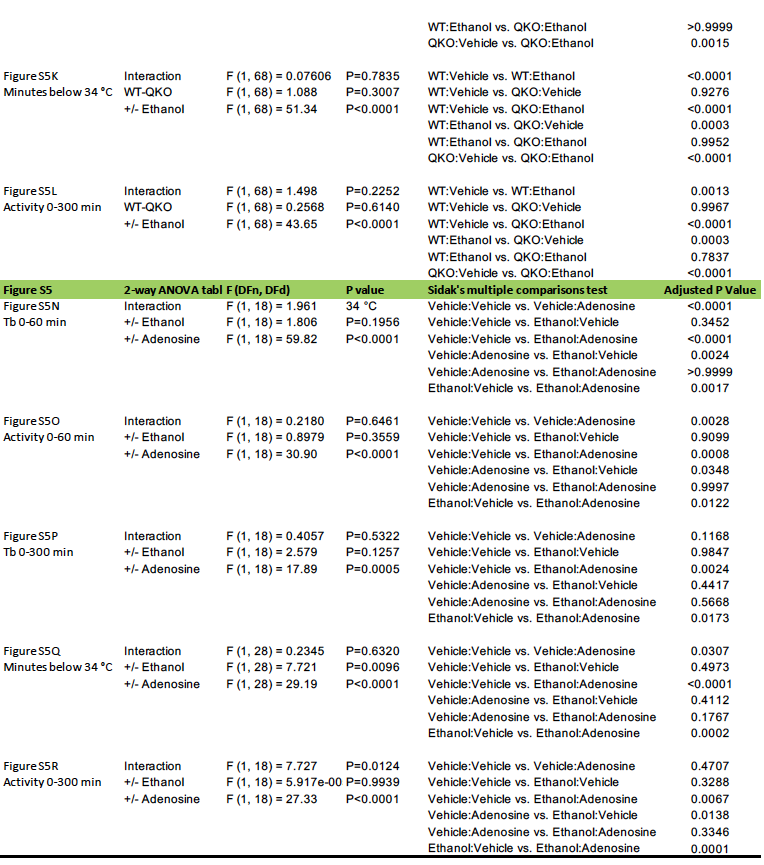 WT:Ethanol vs. QKO:Ethanol >0.9999
QKO:Vehicle vs. QKO:Ethanol 0.0015
Figure S5K Interaction F (1, 68) = 0.07606 P=0.7835 WT:Vehicle vs. WT:Ethanol <0.0001
Minutes below 34 °C WT-QKO F (1, 68) = 1.088 P=0.3007 WT:Vehicle vs. QKO:Vehicle 0.9276
+/- Ethanol F (1, 68) = 51.34 P<0.0001 WT:Vehicle vs. QKO:Ethanol <0.0001
WT:Ethanol vs. QKO:Vehicle 0.0003
WT:Ethanol vs. QKO:Ethanol 0.9952
QKO:Vehicle vs. QKO:Ethanol <0.0001
Figure S5L Interaction F (1, 68) = 1.498 P=0.2252 WT:Vehicle vs. WT:Ethanol 0.0013
Activity 0-300 min WT-QKO F (1, 68) = 0.2568 P=0.6140 WT:Vehicle vs. QKO:Vehicle 0.9967
+/- Ethanol F (1, 68) = 43.65 P<0.0001 WT:Vehicle vs. QKO:Ethanol <0.0001
WT:Ethanol vs. QKO:Vehicle 0.0003
WT:Ethanol vs. QKO:Ethanol 0.7837
QKO:Vehicle vs. QKO:Ethanol <0.0001
Figure S5 2-way ANOVA tabl F (DFn, DFd) P value Sidak's multiple comparisons test Adjusted P Value
Figure S5N Interaction F (1, 18) = 1.961 34 °C Vehicle:Vehicle vs. Vehicle:Adenosine <0.0001
Tb 0-60 min +/- Ethanol F (1, 18) = 1.806 P=0.1956 Vehicle:Vehicle vs. Ethanol:Vehicle 0.3452
+/- Adenosine F (1, 18) = 59.82 P<0.0001 Vehicle:Vehicle vs. Ethanol:Adenosine <0.0001
Vehicle:Adenosine vs. Ethanol:Vehicle 0.0024
Vehicle:Adenosine vs. Ethanol:Adenosine >0.9999
Ethanol:Vehicle vs. Ethanol:Adenosine 0.0017
Figure S5O Interaction F (1, 18) = 0.2180 P=0.6461 Vehicle:Vehicle vs. Vehicle:Adenosine 0.0028
Activity 0-60 min +/- Ethanol F (1, 18) = 0.8979 P=0.3559 Vehicle:Vehicle vs. Ethanol:Vehicle 0.9099
+/- Adenosine F (1, 18) = 30.90 P<0.0001 Vehicle:Vehicle vs. Ethanol:Adenosine 0.0008
Vehicle:Adenosine vs. Ethanol:Vehicle 0.0348
Vehicle:Adenosine vs. Ethanol:Adenosine 0.9997
Ethanol:Vehicle vs. Ethanol:Adenosine 0.0122
Figure S5P Interaction F (1, 18) = 0.4057 P=0.5322 Vehicle:Vehicle vs. Vehicle:Adenosine 0.1168
Tb 0-300 min +/- Ethanol F (1, 18) = 2.579 P=0.1257 Vehicle:Vehicle vs. Ethanol:Vehicle 0.9847
+/- Adenosine F (1, 18) = 17.89 P=0.0005 Vehicle:Vehicle vs. Ethanol:Adenosine 0.0024
Vehicle:Adenosine vs. Ethanol:Vehicle 0.4417
Vehicle:Adenosine vs. Ethanol:Adenosine 0.5668
Ethanol:Vehicle vs. Ethanol:Adenosine 0.0173
Figure S5Q Interaction F (1, 28) = 0.2345 P=0.6320 Vehicle:Vehicle vs. Vehicle:Adenosine 0.0307
Minutes below 34 °C +/- Ethanol F (1, 28) = 7.721 P=0.0096 Vehicle:Vehicle vs. Ethanol:Vehicle 0.4973
+/- Adenosine F (1, 28) = 29.19 P<0.0001 Vehicle:Vehicle vs. Ethanol:Adenosine <0.0001
Vehicle:Adenosine vs. Ethanol:Vehicle 0.4112
Vehicle:Adenosine vs. Ethanol:Adenosine 0.1767
Ethanol:Vehicle vs. Ethanol:Adenosine 0.0002
Figure S5R Interaction F (1, 18) = 7.727 P=0.0124 Vehicle:Vehicle vs. Vehicle:Adenosine 0.4707
Activity 0-300 min +/- Ethanol F (1, 18) = 5.917e-00 P=0.9939 Vehicle:Vehicle vs. Ethanol:Vehicle 0.3288
+/- Adenosine F (1, 18) = 27.33 P<0.0001 Vehicle:Vehicle vs. Ethanol:Adenosine 0.0067
Vehicle:Adenosine vs. Ethanol:Vehicle 0.0138
Vehicle:Adenosine vs. Ethanol:Adenosine 0.3346
Ethanol:Vehicle vs. Ethanol:Adenosine 0.0001